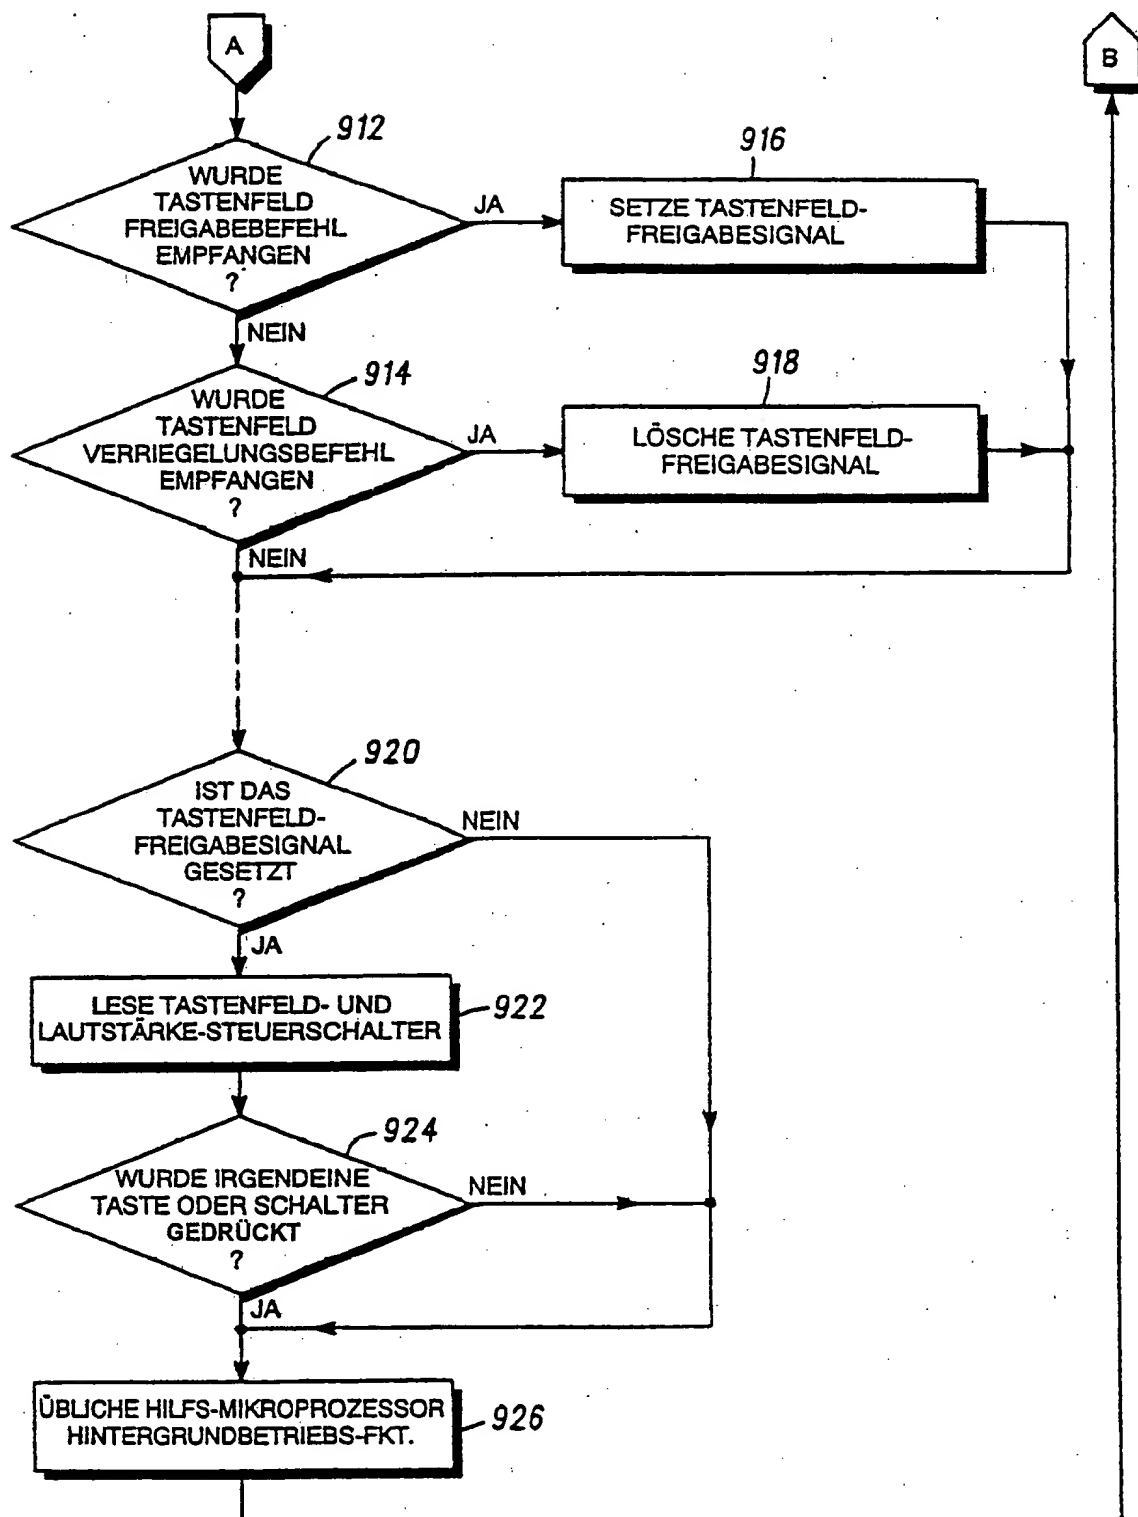 A
B
912
WURDE
TASTENFELD
FREIGABEBEFEHL
EMPFANGEN
?
JA
916
SETZE TASTENFELD-
FREIGABESIGNAL
NEIN
914
WURDE
TASTENFELD
VERRIEGELUNGSBEFEHL
EMPFANGEN
?
JA
918
LÖSCHE TASTENFELD-
FREIGABESIGNAL
NEIN
920
IST DAS
TASTENFELD-
FREIGABESIGNAL
GESETZT
?
NEIN
JA
LESE TASTENFELD- UND
LAUTSTÄRKE-STEUERSCHALTER
922
924
WURDE IRGENDEINE
TASTE ODER SCHALTER
GEDRÜCKT
?
NEIN
JA
ÜBLICHE HILFS-MIKROPROZESSOR
HINTERGRUNDBETRIEBS-FKT.
926